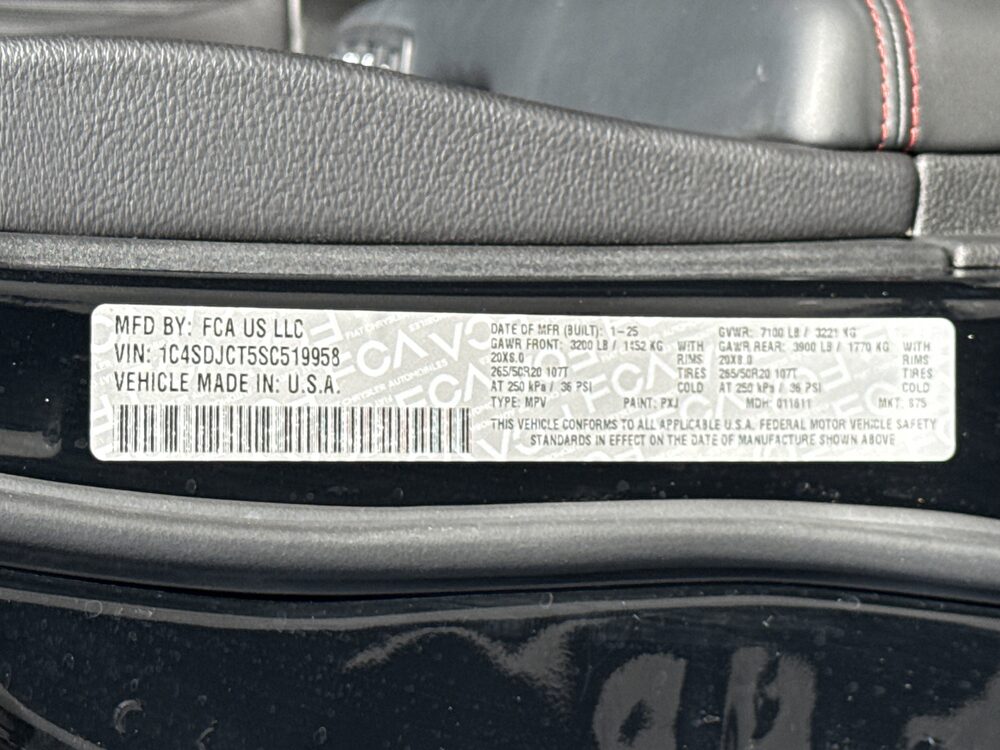 MFD BY: FCA US LLC
VIN: 1C4SDJCT5SC519958
VEHICLE MADE IN: U.S.A.
DATE OF MFR (BUILT): 1-25 GVWR: 7100 LB / 3221 KG
GAWR FRONT: 3200 LB / 1452 KG WITH GAWR REAR: 3900 LB / 1770 KG WITH
20X8.0 RIMS 20X8.0 RIMS
265/50R20 107T TIRES 265/50R20 107T TIRES
AT 250 kPa / 36 PSI COLD AT 250 kPa / 36 PSI COLD
TYPE: MPV PAINT: PXJ MDH: 011611 MKT: 875
THIS VEHICLE CONFORMS TO ALL APPLICABLE U.S.A. FEDERAL MOTOR VEHICLE SAFETY
STANDARDS IN EFFECT ON THE DATE OF MANUFACTURE SHOWN ABOVE